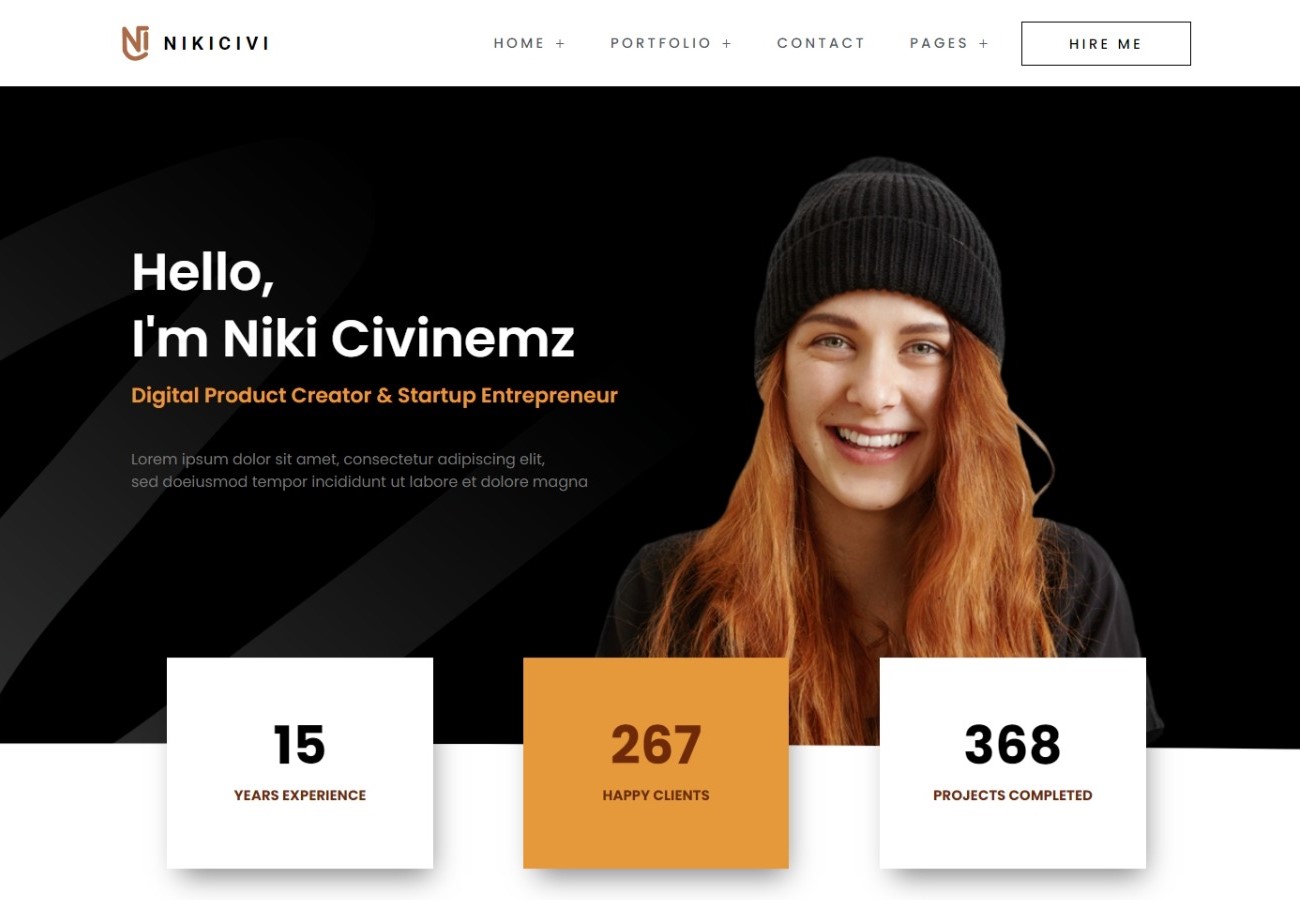 NIKICIVI
HOME +
PORTFOLIO +
CONTACT
PAGES +
HIRE ME
Hello,
I'm Niki Civinemz
Digital Product Creator & Startup Entrepreneur
Lorem ipsum dolor sit amet, consectetur adipiscing elit,
sed doeiusmod tempor incididunt ut labore et dolore magna
15
YEARS EXPERIENCE
267
HAPPY CLIENTS
368
PROJECTS COMPLETED